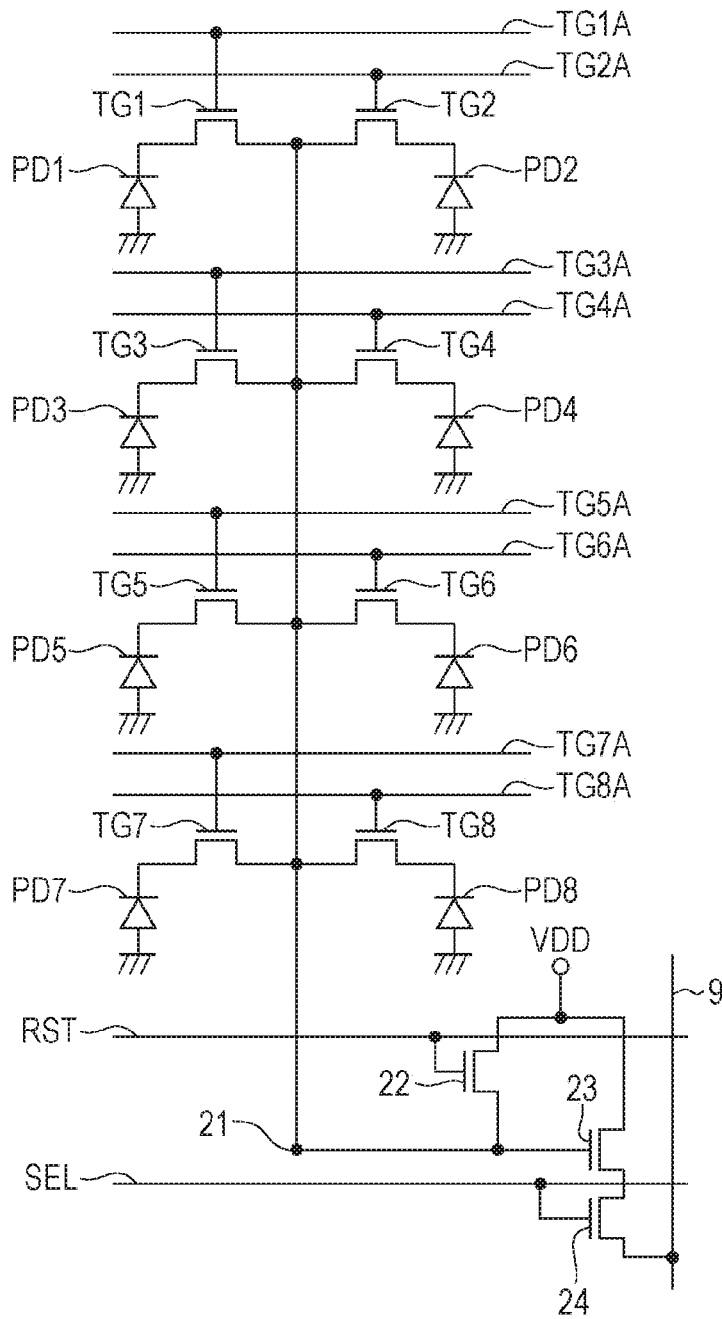 TG1A
TG2A
TG1 TG2
PD1 PD2
TG3A
TG4A
TG3 TG4
PD3 PD4
TG5A
TG6A
TG5 TG6
PD5 PD6
TG7A
TG8A
TG7 TG8
PD7 PD8
VDD
9
RST
22
23
21
SEL
24